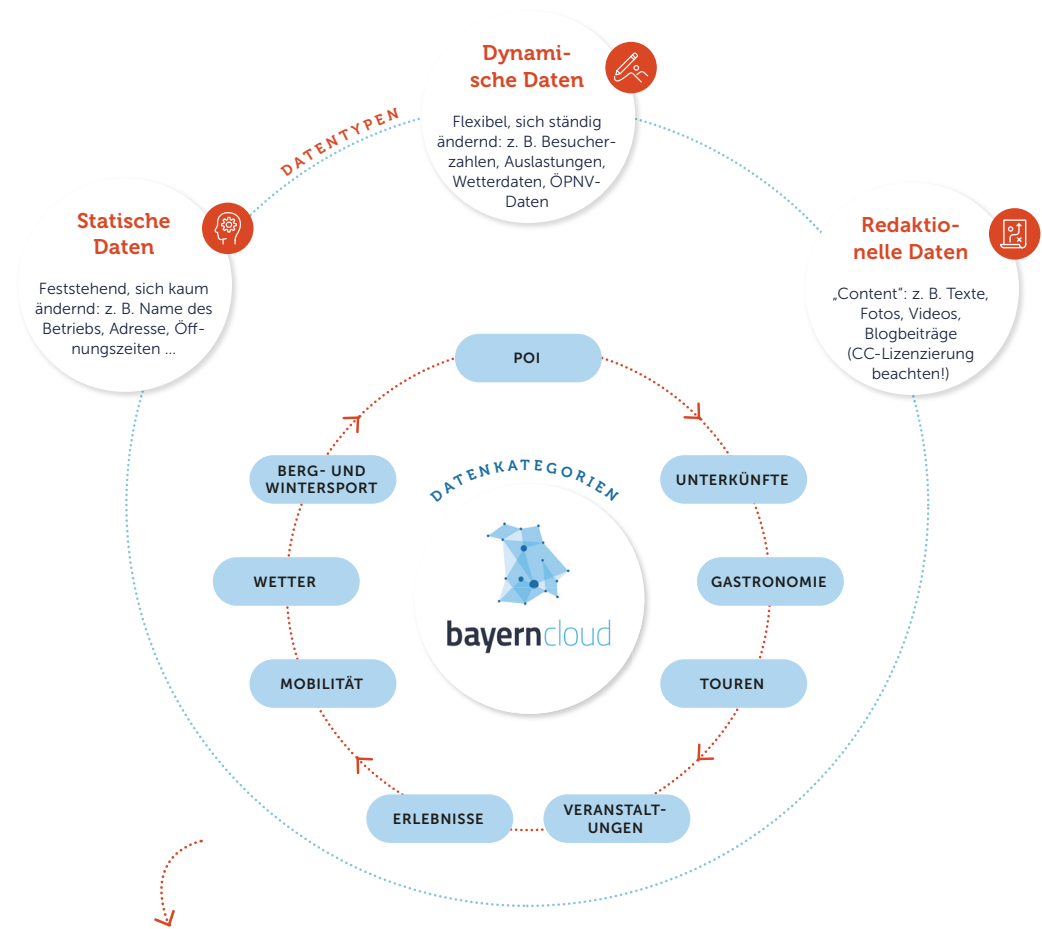 Dynami-
sche Daten
Flexibel, sich ständig
ändernd: z. B. Besucher-
zahlen, Auslastungen,
Wetterdaten, ÖPNV-
Daten
DATENTYPEN
Statische
Daten
Feststehend, sich kaum
ändernd: z. B. Name des
Betriebs, Adresse, Öff-
nungszeiten ...
Redaktio-
nelle Daten
„Content“: z. B. Texte,
Fotos, Videos,
Blogbeiträge
(CC-Lizenzierung
beachten!)
POI
DATENKATEGORIEN
BERG- UND
WINTERSPORT
UNTERKÜNFTE
WETTER
GASTRONOMIE
bayerncloud
MOBILITÄT
TOUREN
ERLEBNISSE
VERANSTALT-
UNGEN